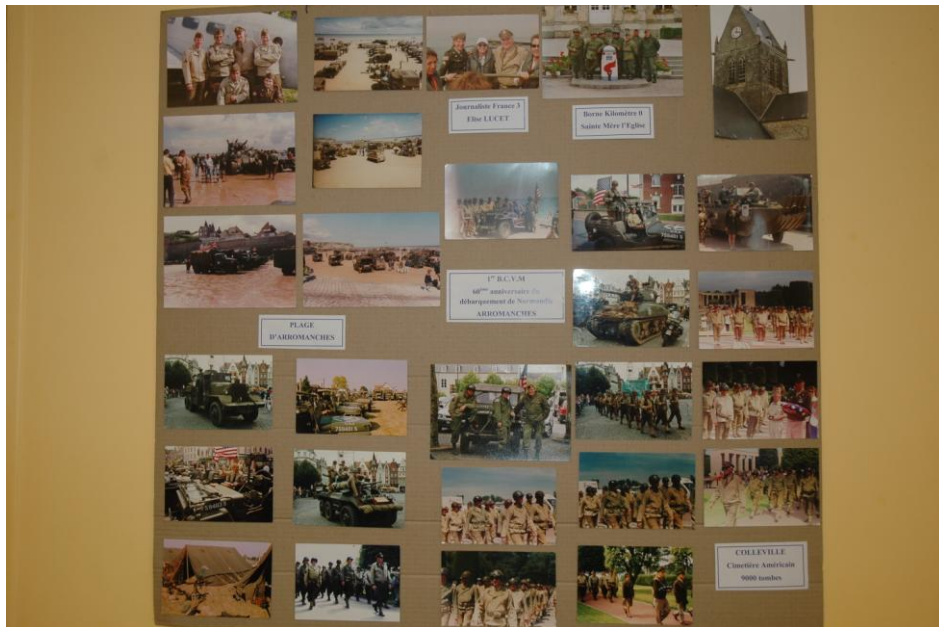 Journaliste France 3
Elise LUCET
Borne Kilomètre 0
Sainte Mère l'Eglise
1er B.C.V.M
60ème anniversaire du
débarquement de Normandie
ARROMANCHES
PLAGE
D'ARROMANCHES
COLLEVILLE
Cimetière Américain
9000 tombes